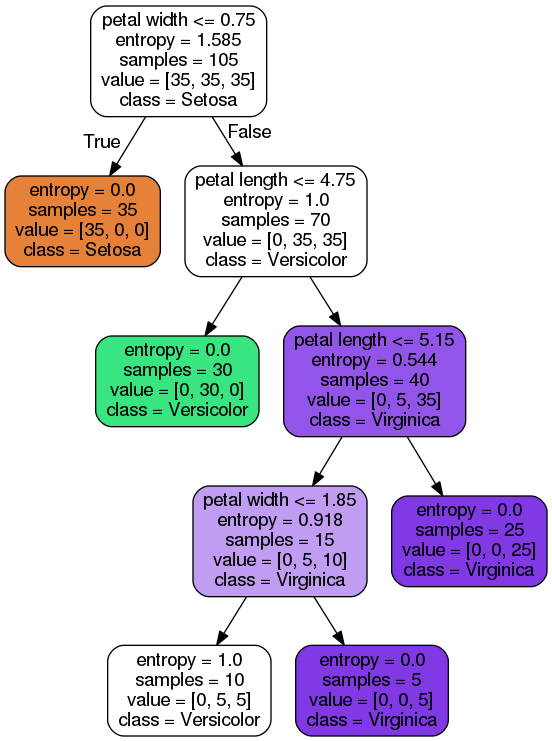 petal width <= 0.75
entropy = 1.585
samples = 105
value = [35, 35, 35]
class = Setosa
True
False
entropy = 0.0
samples = 35
value = [35, 0, 0]
class = Setosa
petal length <= 4.75
entropy = 1.0
samples = 70
value = [0, 35, 35]
class = Versicolor
entropy = 0.0
samples = 30
value = [0, 30, 0]
class = Versicolor
petal length <= 5.15
entropy = 0.544
samples = 40
value = [0, 5, 35]
class = Virginica
petal width <= 1.85
entropy = 0.918
samples = 15
value = [0, 5, 10]
class = Virginica
entropy = 0.0
samples = 25
value = [0, 0, 25]
class = Virginica
entropy = 1.0
samples = 10
value = [0, 5, 5]
class = Versicolor
entropy = 0.0
samples = 5
value = [0, 0, 5]
class = Virginica